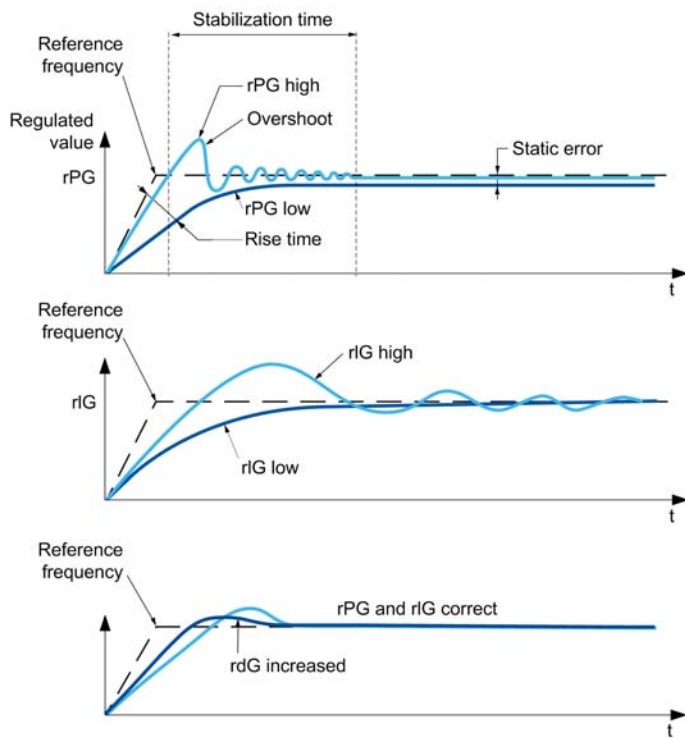 Stabilization time
Reference
frequency
rPG high
Overshoot
Regulated
value
Static error
rPG
rPG low
Rise time
t
Reference
frequency
rIG high
rIG
rIG low
t
Reference
frequency
rPG and rIG correct
rdG increased
t